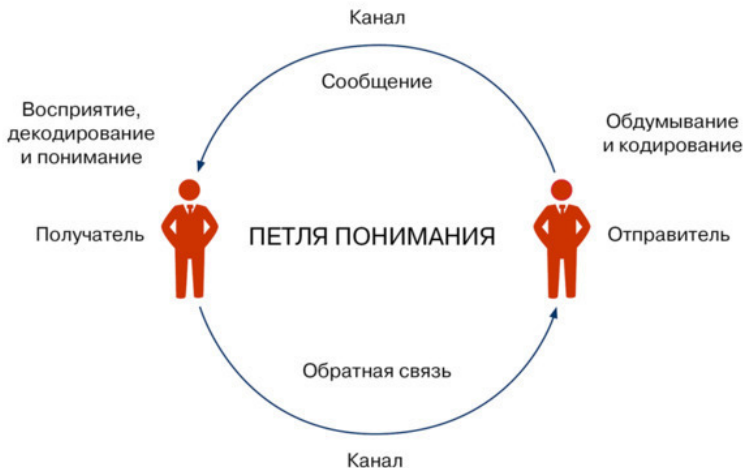 Канал
Сообщение
Восприятие,
декодирование
и понимание
Обдумывание
и кодирование
Получатель
ПЕТЛЯ ПОНИМАНИЯ
Отправитель
Обратная связь
Канал